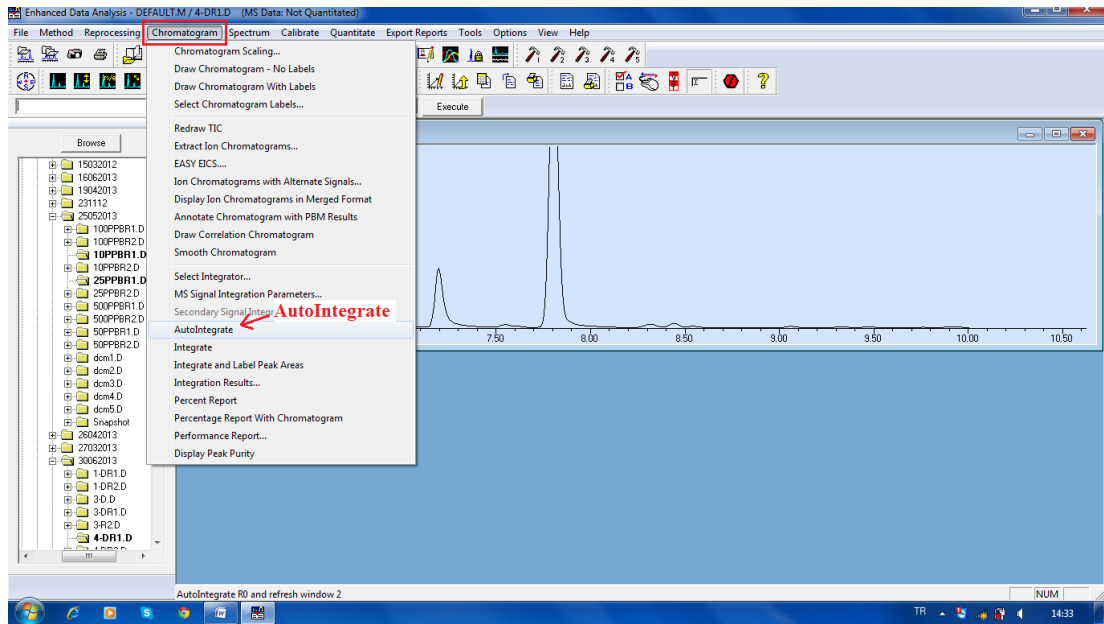 Enhanced Data Analysis - DEFAULT.M / 4-DR1.D (MS Data: Not Quantitated)
File Method Reprocessing Chromatogram Spectrum Calibrate Quantitate Export Reports Tools Options View Help
Execute
Browse
15032012
16062013
19042013
231112
25052013
100PPBR1.D
100PPBR2.D
10PPBR1.D
10PPBR2.D
25PPBR1.D
25PPBR2.D
500PPBR1.D
500PPBR2.D
50PPBR1.D
50PPBR2.D
dcm1.D
dcm2.D
dcm3.D
dcm4.D
dcm5.D
Snapshot
26042013
27032013
30062013
1-DR1.D
1-DR2.D
3-D.D
3-DR1.D
3-R2.D
4-DR1.D
Chromatogram Scaling...
Draw Chromatogram - No Labels
Draw Chromatogram With Labels
Select Chromatogram Labels...
Redraw TIC
Extract Ion Chromatograms...
EASY EICS....
Ion Chromatograms with Alternate Signals...
Display Ion Chromatograms in Merged Format
Annotate Chromatogram with PBM Results
Draw Correlation Chromatogram
Smooth Chromatogram
Select Integrator...
MS Signal Integration Parameters...
Secondary Signal Integr
AutoIntegrate
AutoIntegrate
Integrate
Integrate and Label Peak Areas
Integration Results...
Percent Report
Percentage Report With Chromatogram
Performance Report...
Display Peak Purity
7.50 8.00 8.50 9.00 9.50 10.00 10.50
AutoIntegrate R0 and refresh window 2 NUM
TR 14:33